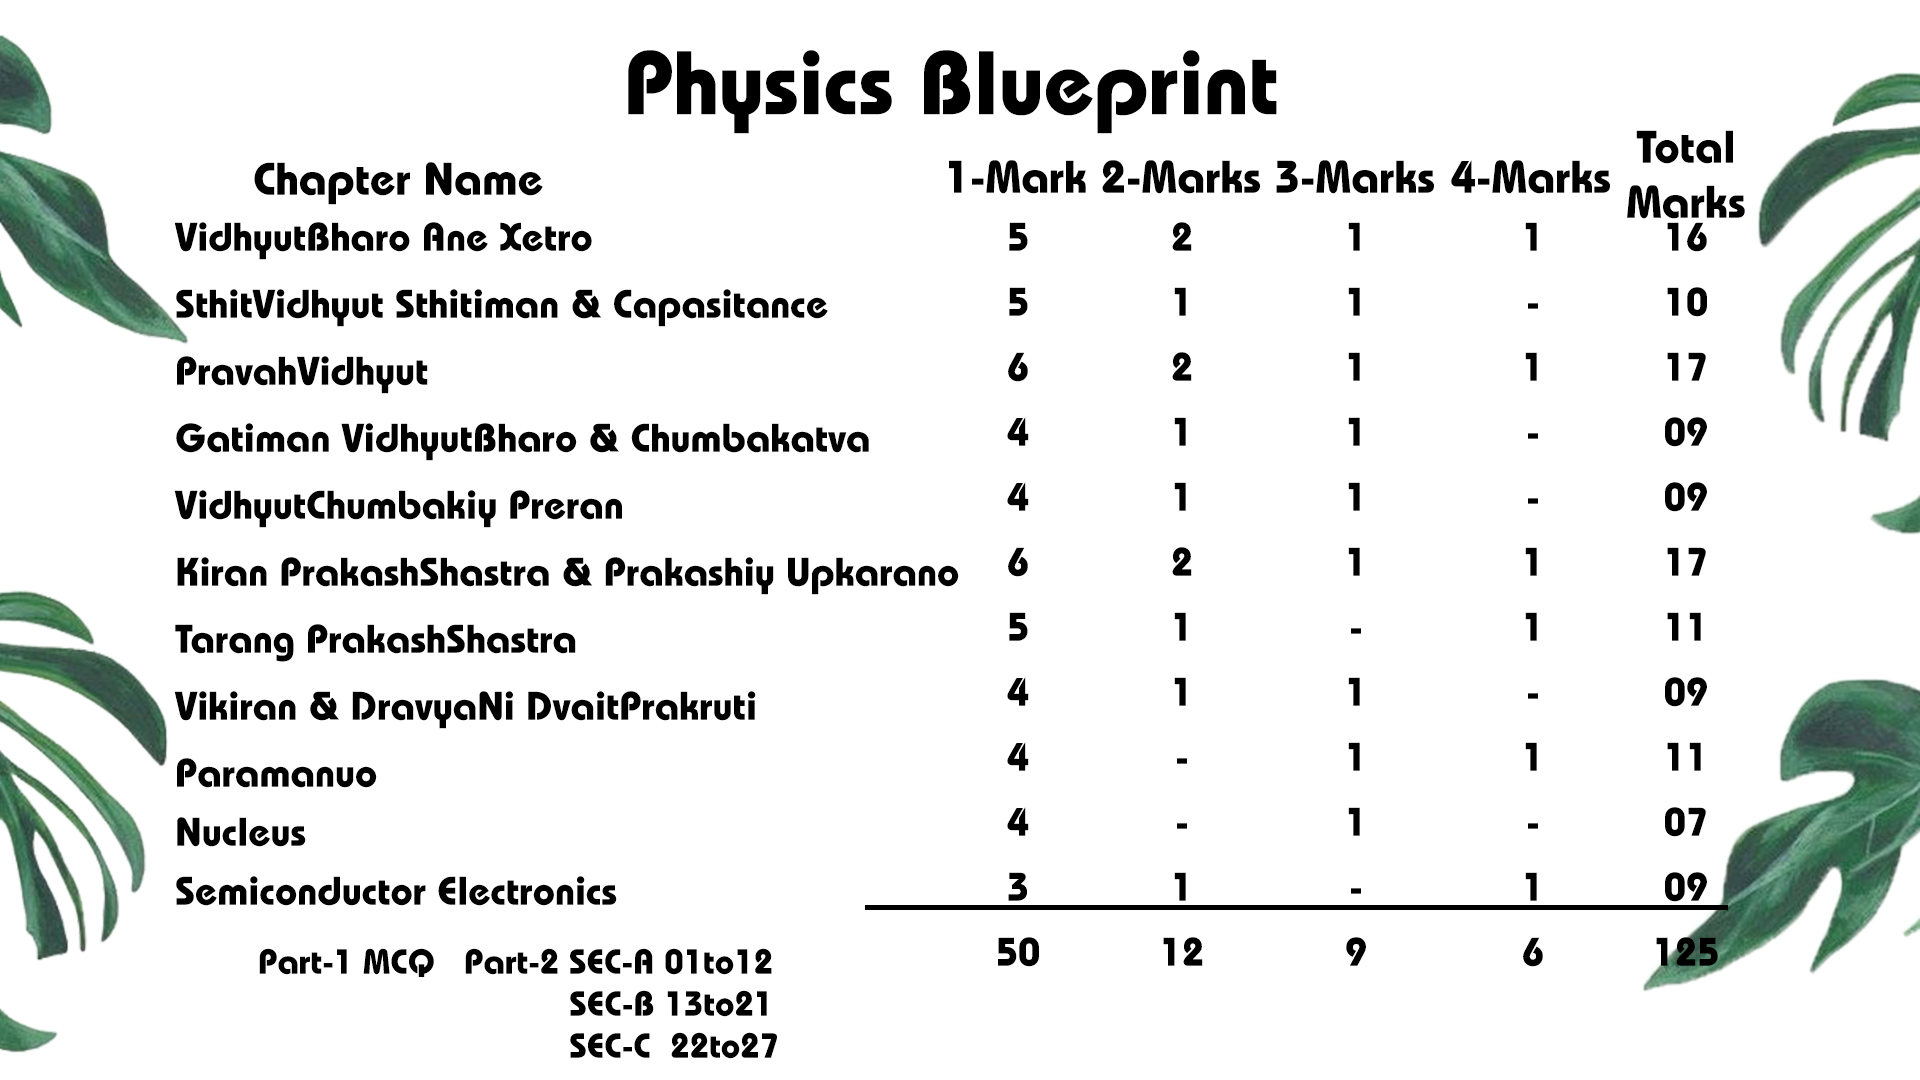 Physics Blueprint
Chapter Name 1-Mark 2-Marks 3-Marks 4-Marks Total Marks
VidhyutBharo Ane Xetro 5 2 1 1 16
SthitVidhyut Sthitiman & Capasitance 5 1 1 - 10
PravahVidhyut 6 2 1 1 17
Gatiman VidhyutBharo & Chumbakatva 4 1 1 - 09
VidhyutChumbakiy Preran 4 1 1 - 09
Kiran PrakashShastra & Prakashiy Upkarano 6 2 1 1 17
Tarang PrakashShastra 5 1 - 1 11
Vikiran & DravyaNi DvaitPrakruti 4 1 1 - 09
Paramanuo 4 - 1 1 11
Nucleus 4 - 1 - 07
Semiconductor Electronics 3 1 - 1 09
50 12 9 6 125
Part-1 MCQ Part-2 SEC-A 01to12
SEC-B 13to21
SEC-C 22to27